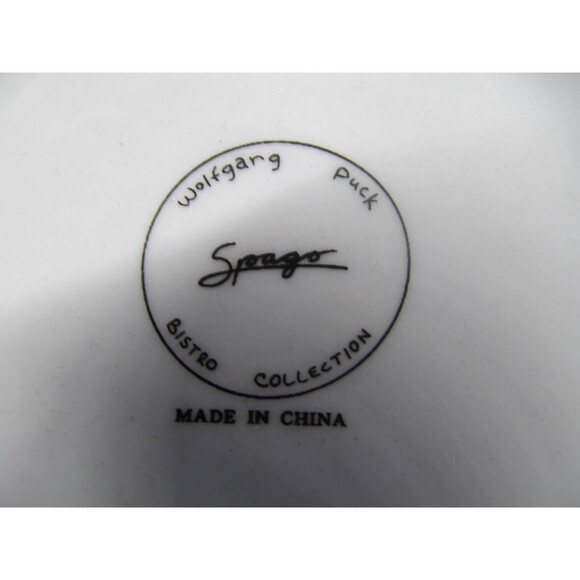 Wolfgang Puck
Spago
BISTRO COLLECTION
MADE IN CHINA